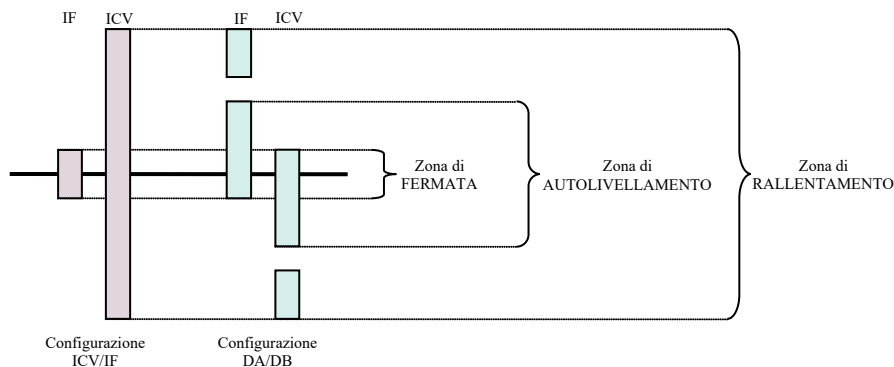 IF ICV IF ICV
Zona di
FERMATA
Zona di
AUTOLIVELLAMENTO
Zona di
RALLENTAMENTO
Configurazione
ICV/IF
Configurazione
DA/DB